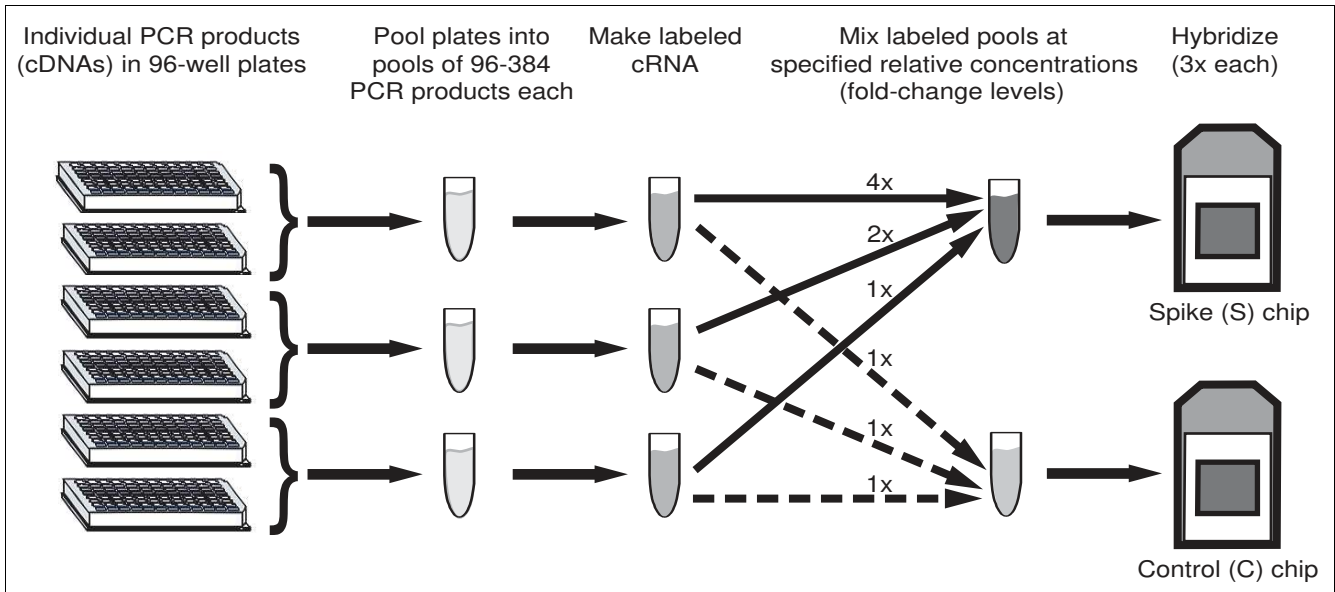 Individual PCR products
(cDNAs) in 96-well plates
Pool plates into
pools of 96-384
PCR products each
Make labeled
cRNA
Mix labeled pools at
specified relative concentrations
(fold-change levels)
Hybridize
(3x each)
4x
2x
1x
Spike (S) chip
1x
1x
1x
Control (C) chip